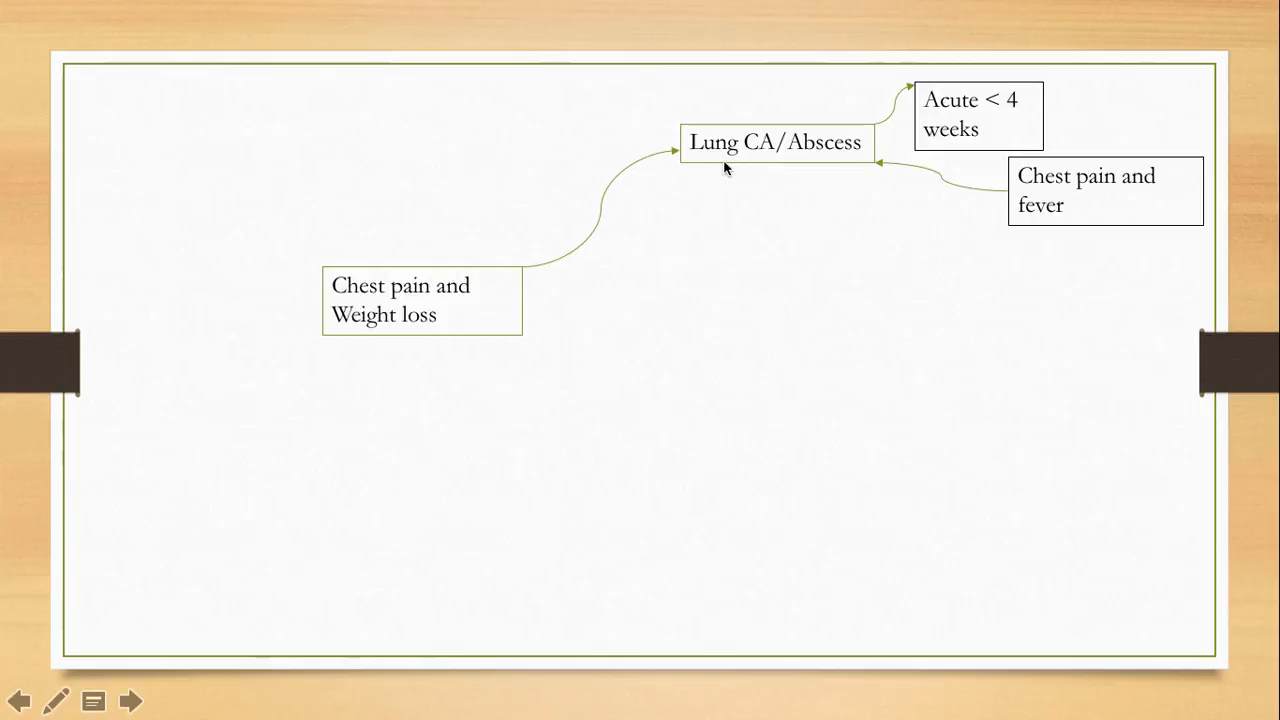 Acute < 4
weeks
Lung CA/Abscess
Chest pain and
fever
Chest pain and
Weight loss